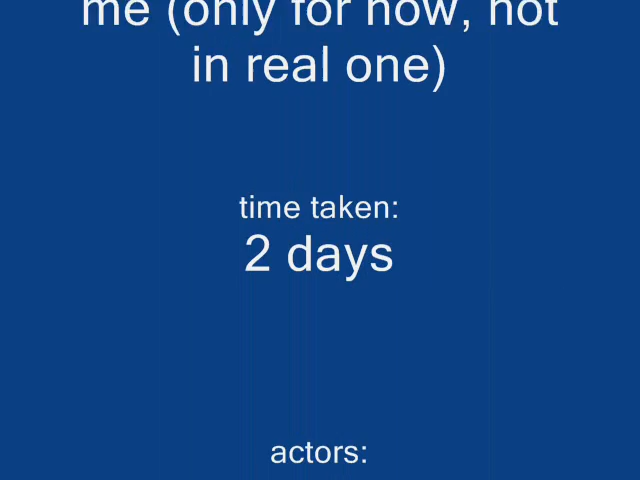 me (only for now, not
in real one)
time taken:
2 days
actors: